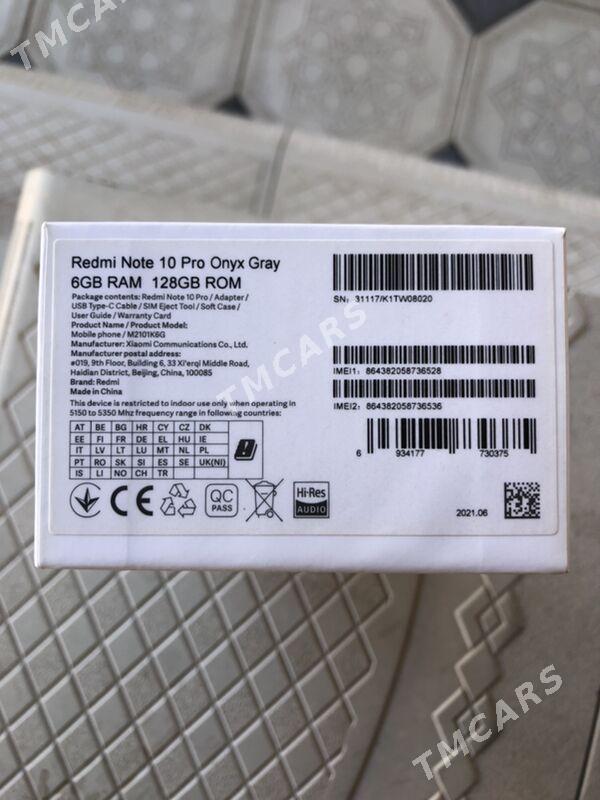 TMCARS
Redmi Note 10 Pro Onyx Gray
6GB RAM 128GB ROM
Package contents: Redmi Note 10 Pro / Adapter /
USB Type-C Cable / SIM Eject Tool / Soft Case /
User Guide / Warranty Card
Product Name / Product Model:
Mobile phone / M2101K6G
Manufacturer: Xiaomi Communications Co., Ltd.
Manufacturer postal address:
#019, 9th Floor, Building 6, 33 Xi'erqi Middle Road,
Haidian District, Beijing, China, 100085
Brand: Redmi
Made in China
This device is restricted to indoor use only when operating in
5150 to 5350 Mhz frequency range in following countries:
AT BE BG HR CY CZ DK
EE FI FR DE EL HU IE
IT LV LT LU MT NL PL
PT RO SK SI ES SE UK(NI)
IS LI NO CH TR
CE
QC
PASS
Hi-Res
AUDIO
SN: 31117/K1TW08020
IMEI1: 864382058736528
IMEI2: 864382058736536
6 934177 730375
2021.06
TMCARS
TMCARS